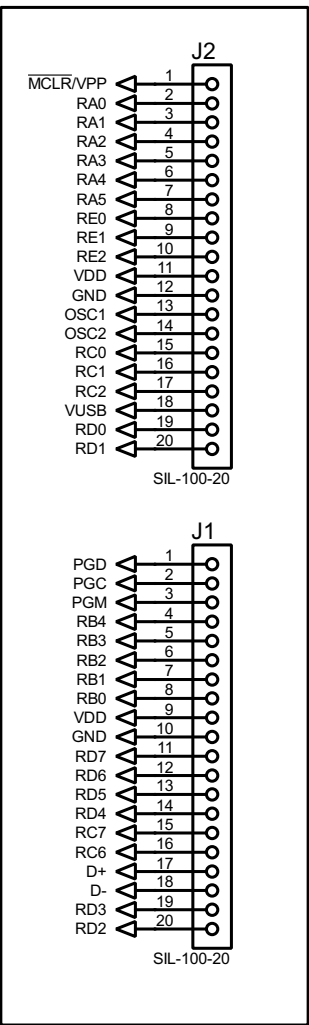 J2
MCLR/VPP 1
RA0 2
RA1 3
RA2 4
RA3 5
RA4 6
RA5 7
RE0 8
RE1 9
RE2 10
VDD 11
GND 12
OSC1 13
OSC2 14
RC0 15
RC1 16
RC2 17
VUSB 18
RD0 19
RD1 20
SIL-100-20
J1
PGD 1
PGC 2
PGM 3
RB4 4
RB3 5
RB2 6
RB1 7
RB0 8
VDD 9
GND 10
RD7 11
RD6 12
RD5 13
RD4 14
RC7 15
RC6 16
D+ 17
D- 18
RD3 19
RD2 20
SIL-100-20